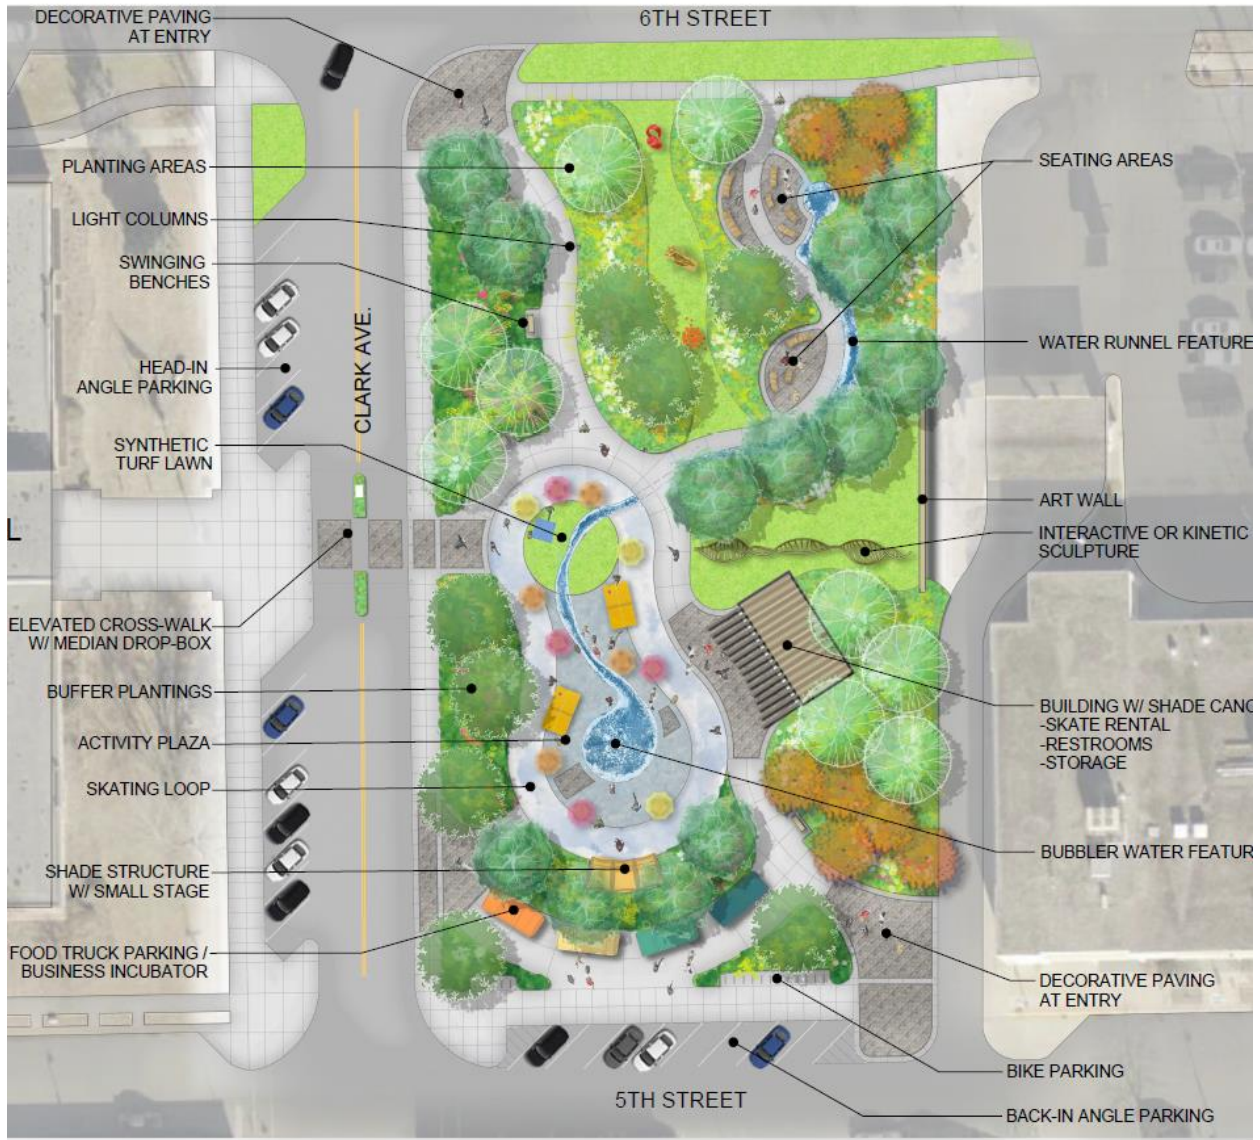 6TH STREET
DECORATIVE PAVING
AT ENTRY
PLANTING AREAS
LIGHT COLUMNS
SWINGING
BENCHES
HEAD-IN
ANGLE PARKING
CLARK AVE.
SYNTHETIC
TURF LAWN
L
ELEVATED CROSS-WALK
W/ MEDIAN DROP-BOX
BUFFER PLANTINGS
ACTIVITY PLAZA
SKATING LOOP
SHADE STRUCTURE
W/ SMALL STAGE
FOOD TRUCK PARKING /
BUSINESS INCUBATOR
SEATING AREAS
WATER RUNNEL FEATURE
ART WALL
INTERACTIVE OR KINETIC
SCULPTURE
BUILDING W/ SHADE CANO
-SKATE RENTAL
-RESTROOMS
-STORAGE
BUBBLER WATER FEATUR
DECORATIVE PAVING
AT ENTRY
BIKE PARKING
BACK-IN ANGLE PARKING
5TH STREET